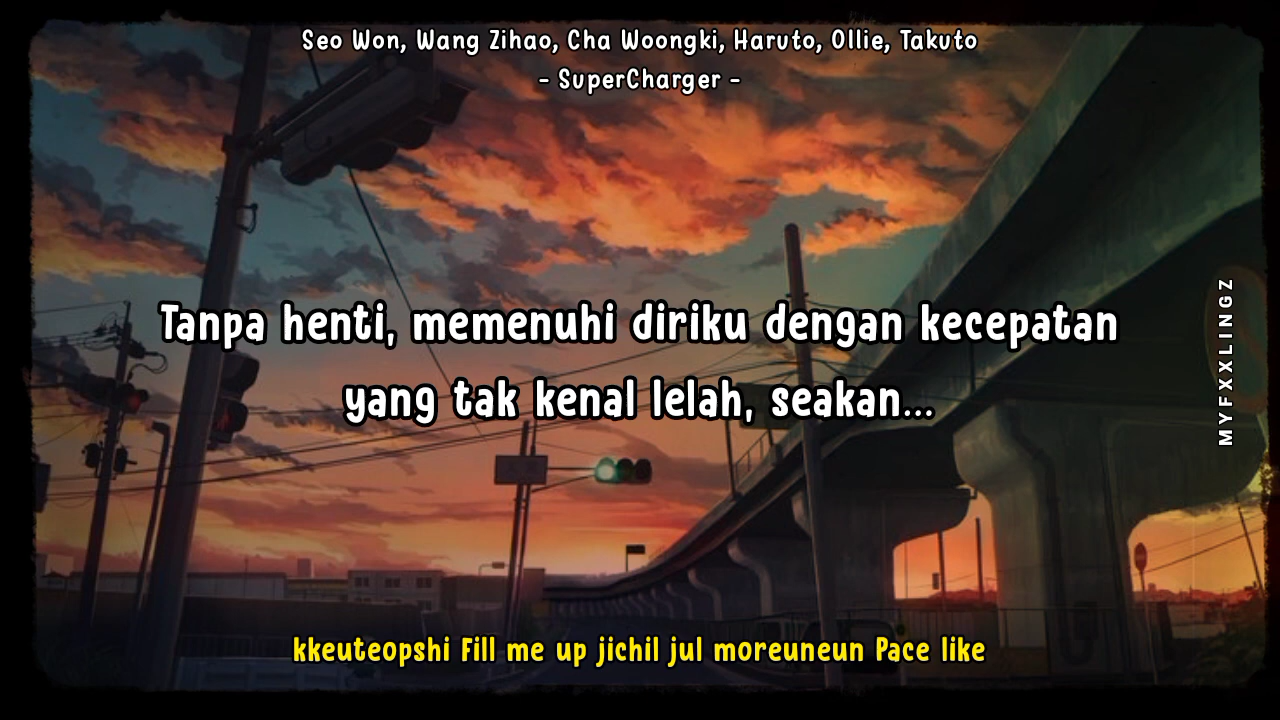 Seo Won, Wang Zihao, Cha Woongki, Haruto, Ollie, Takuto
- SuperCharger -
Tanpa henti, memenuhi diriku dengan kecepatan
yang tak kenal lelah, seakan...
MYFXXLINGZ
kkeuteopshi Fill me up jichil jul moreuneun Pace like